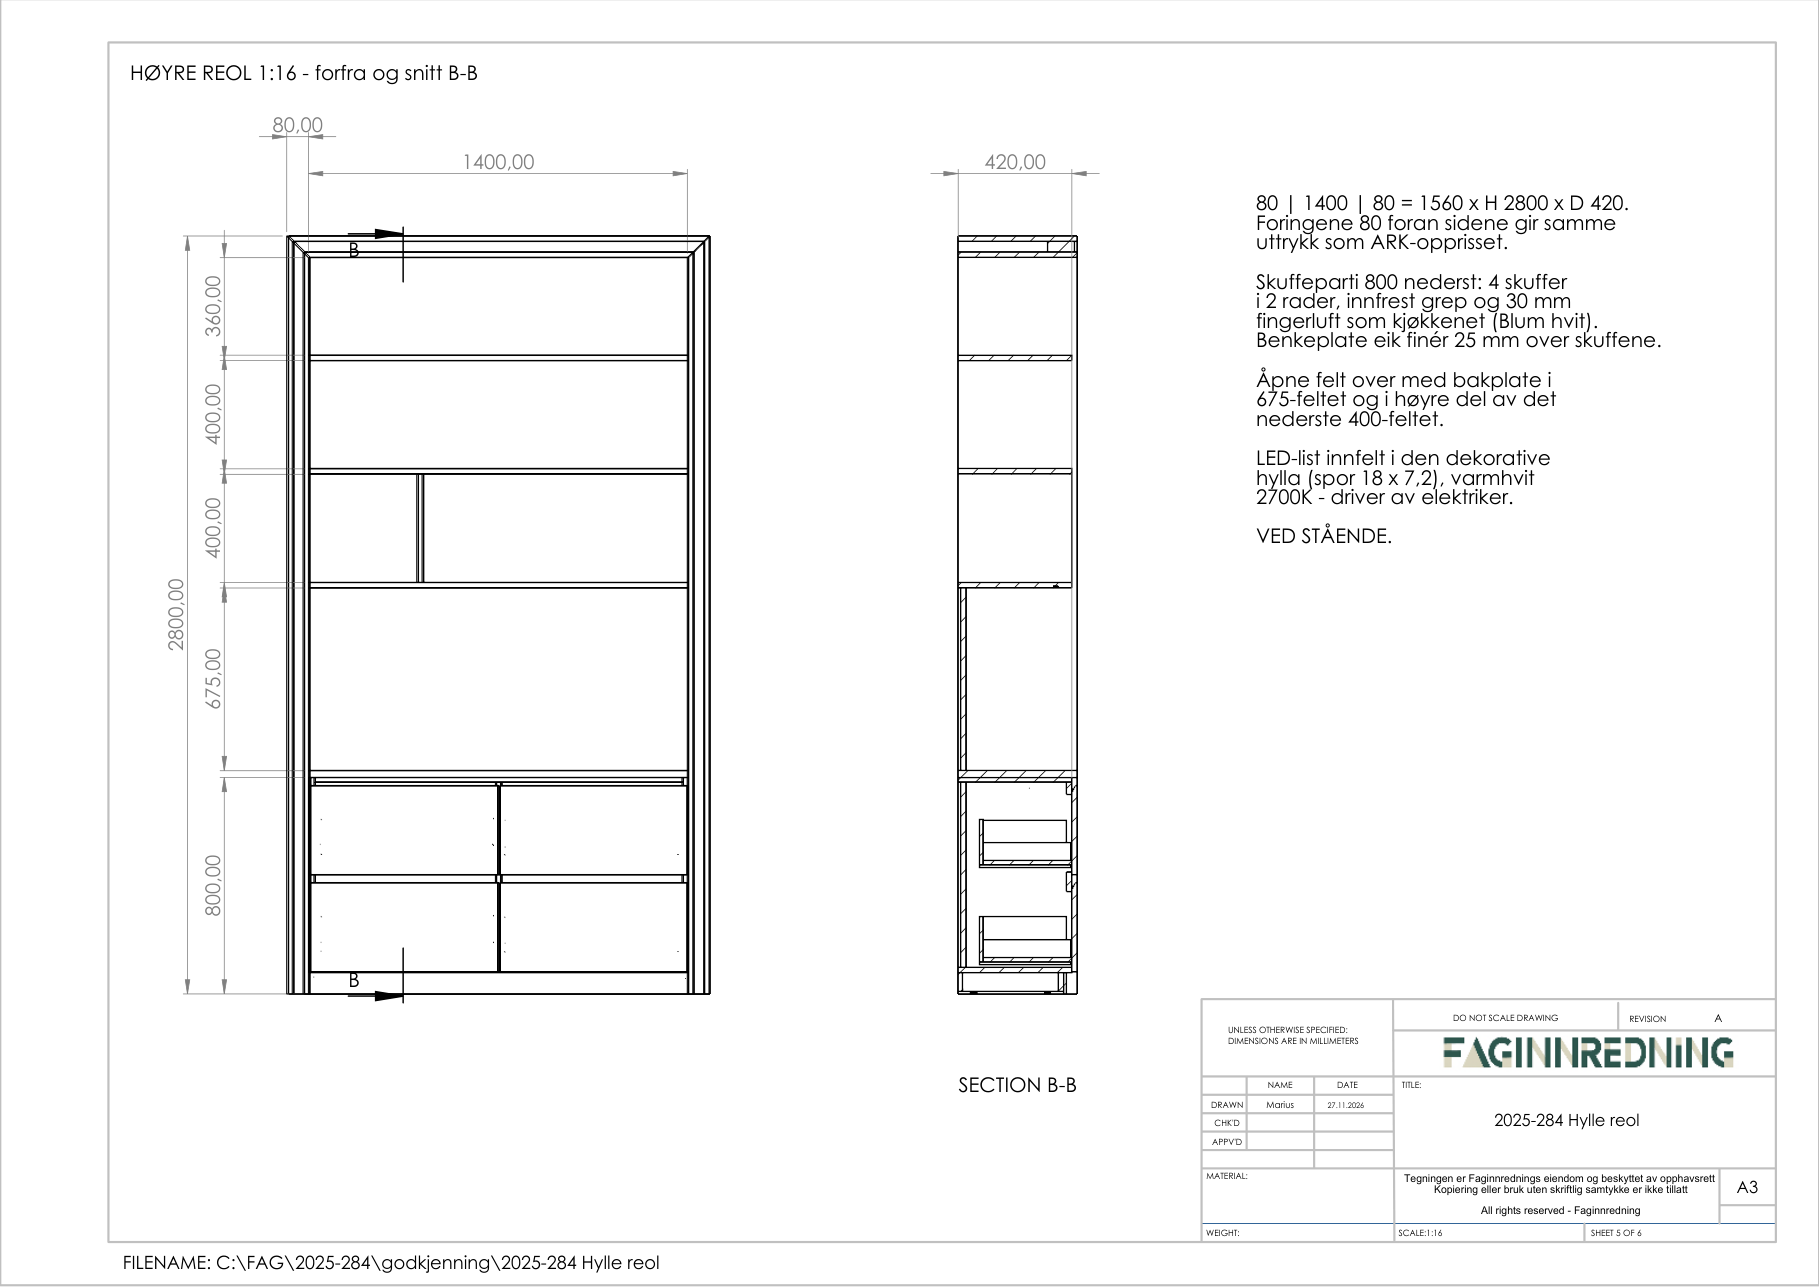 HØYRE REOL 1:16 - forfra og snitt B-B
80,00
1400,00
420,00
80 | 1400 | 80 = 1560 x H 2800 x D 420.
Foringene 80 foran sidene gir samme
uttrykk som ARK-opprisset.
Skuffeparti 800 nederst: 4 skuffer
i 2 rader, innfrest grep og 30 mm
fingerluft som kjøkkenet (Blum hvit).
Benkeplate eik finér 25 mm over skuffene.
Åpne felt over med bakplate i
675-feltet og i høyre del av det
nederste 400-feltet.
LED-list innfelt i den dekorative
hylla (spor 18 x 7,2), varmhvit
2700K - driver av elektriker.
VED STÅENDE.
B
360,00
400,00
400,00
2800,00
675,00
800,00
B
SECTION B-B
UNLESS OTHERWISE SPECIFIED:
DIMENSIONS ARE IN MILLIMETERS
DO NOT SCALE DRAWING
REVISION A
FAGINNREDNiNG
NAME DATE
DRAWN Marius 27.11.2026
CHK'D
APPV'D
TITLE:
2025-284 Hylle reol
MATERIAL:
Tegningen er Faginnrednings eiendom og beskyttet av opphavsrett
Kopiering eller bruk uten skriftlig samtykke er ikke tillatt
All rights reserved - Faginnredning
A3
WEIGHT:
SCALE:1:16
SHEET 5 OF 6
FILENAME: C:\FAG\2025-284\godkjenning\2025-284 Hylle reol